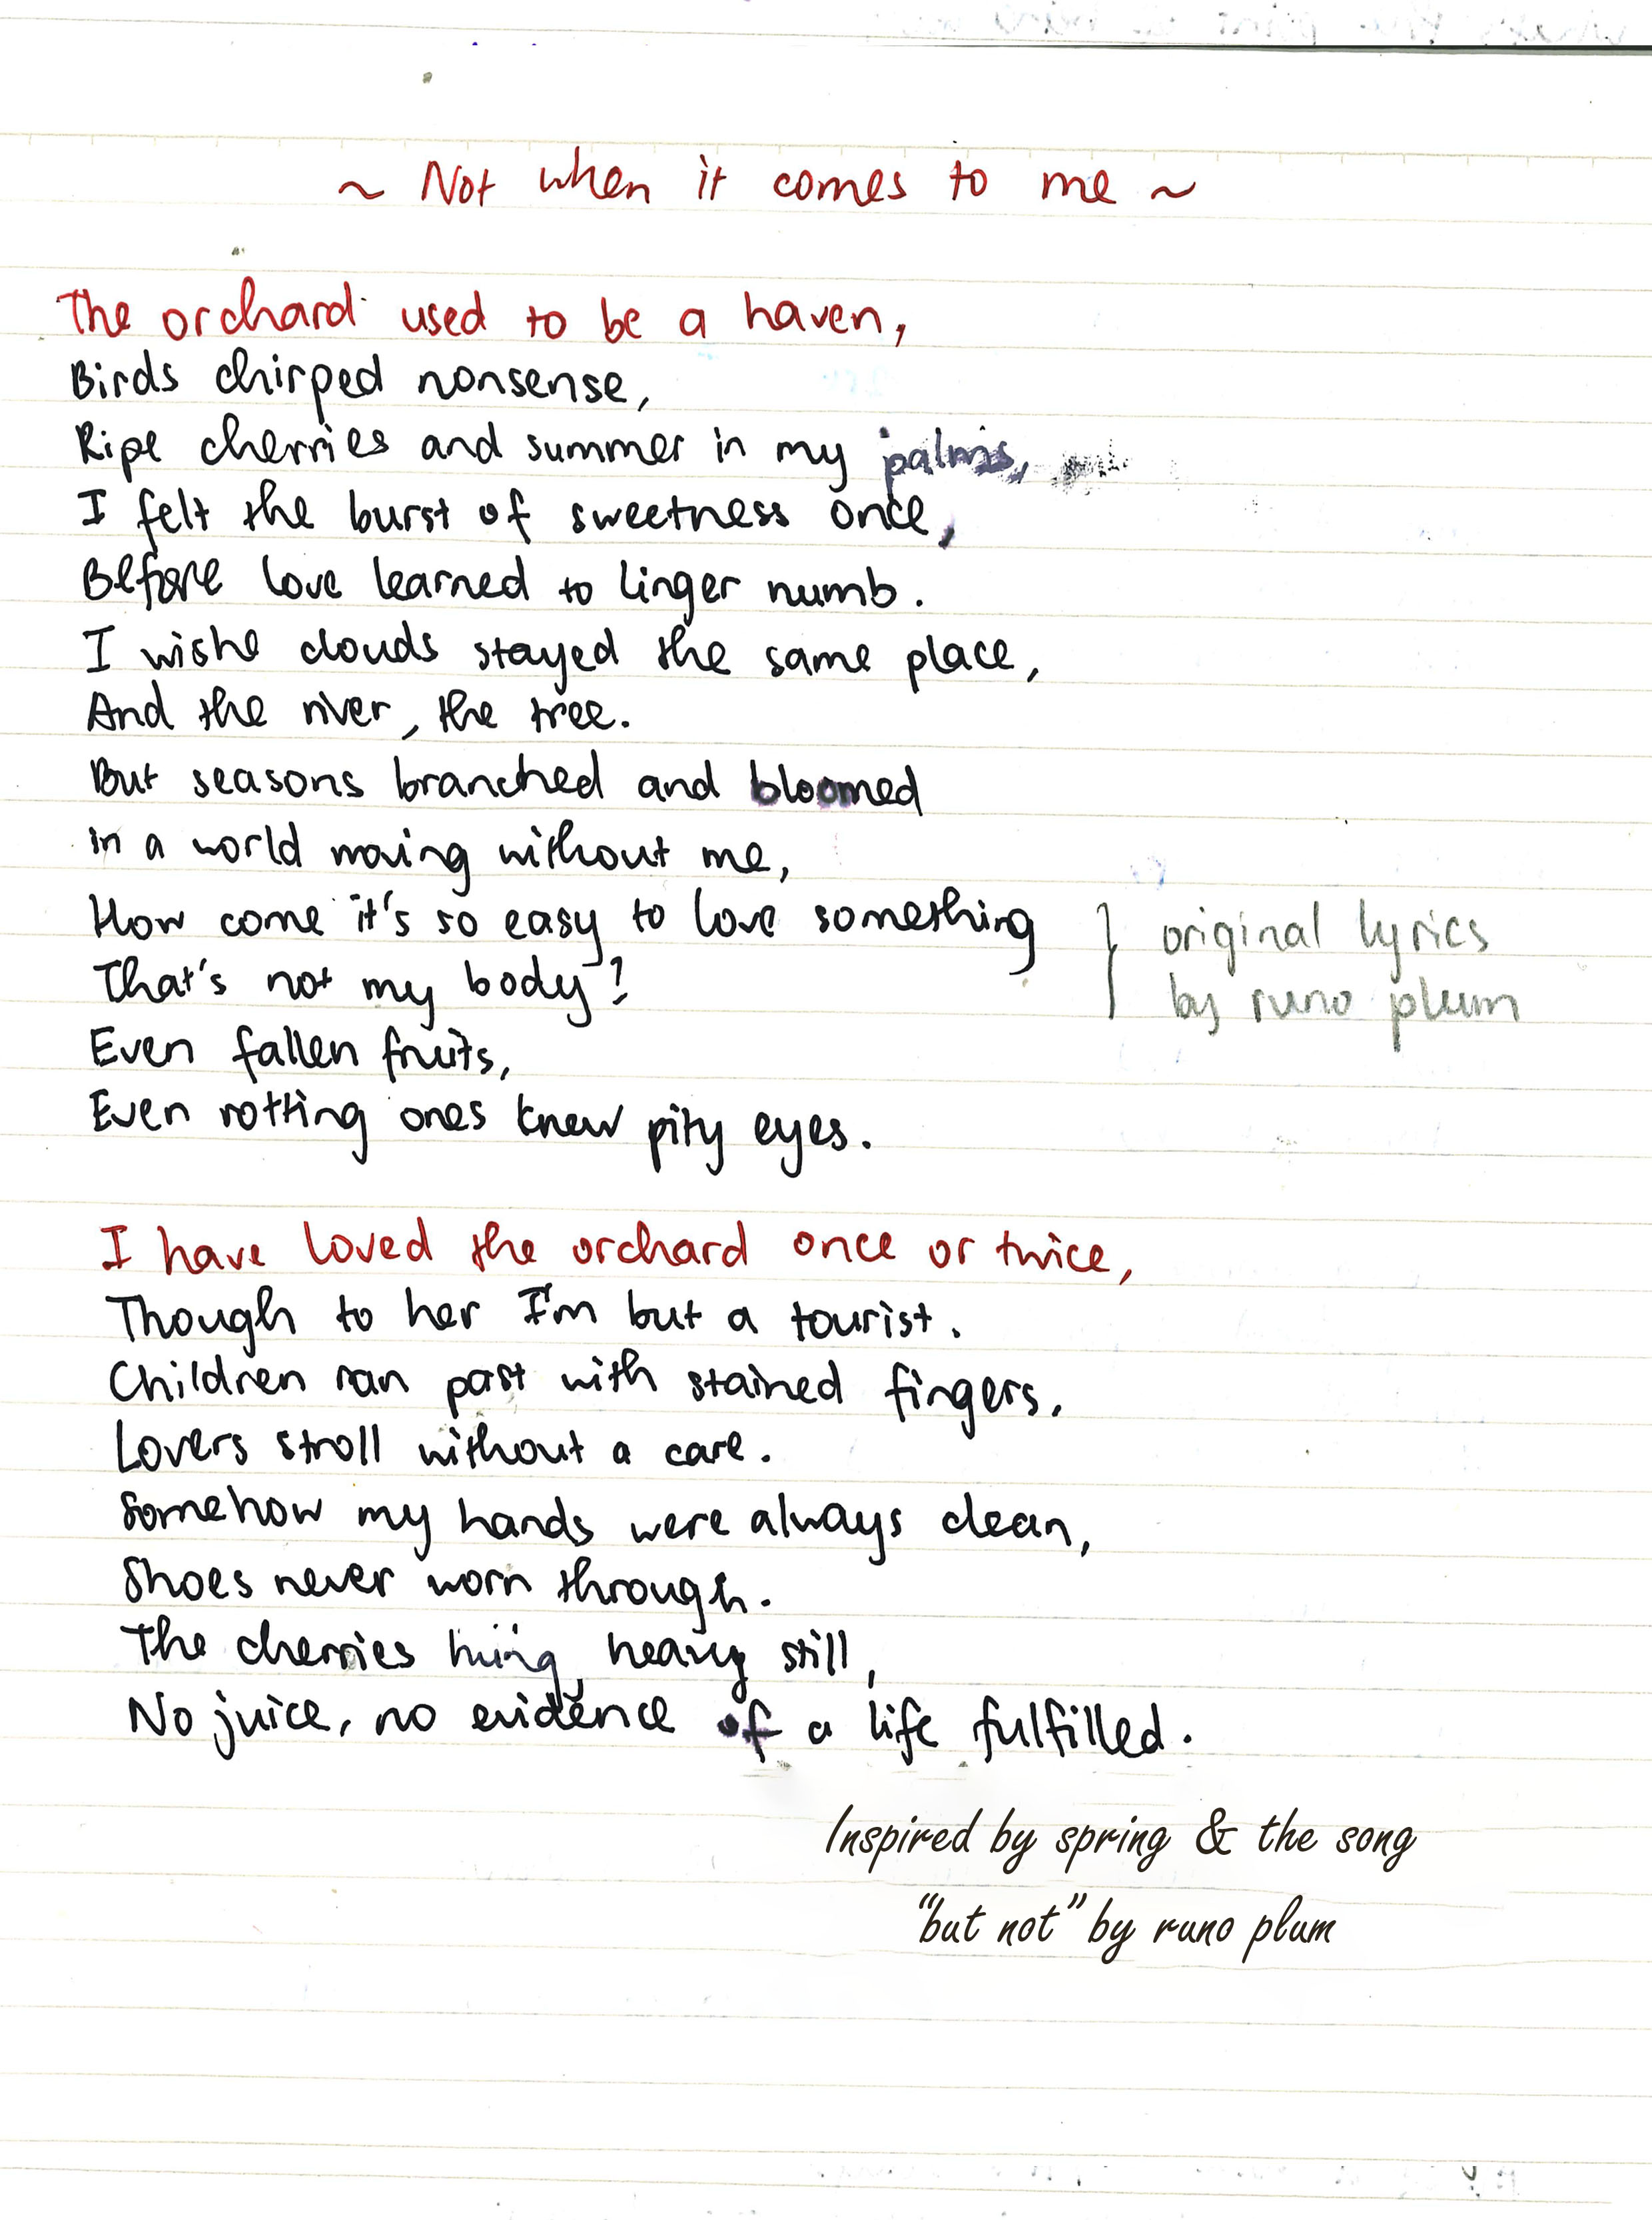 ~ Not when it comes to me ~
The orchard used to be a haven,
Birds chirped nonsense,
Ripe cherries and summer in my palms,
I felt the burst of sweetness once,
Before love learned to linger numb.
I wishe clouds stayed the same place,
And the river, the tree.
But seasons branched and bloomed
in a world moving without me,
How come it's so easy to love something
That's not my body?
original lyrics
by runo plum
Even fallen fruits,
Even rotting ones knew pity eyes.
I have loved the orchard once or twice,
Though to her I'm but a tourist.
Children ran past with stained fingers.
Lovers stroll without a care.
Somehow my hands were always clean,
Shoes never worn through.
The cherries hung heavy still,
No juice, no evidence of a life fulfilled.
Inspired by spring & the song
"but not" by runo plum